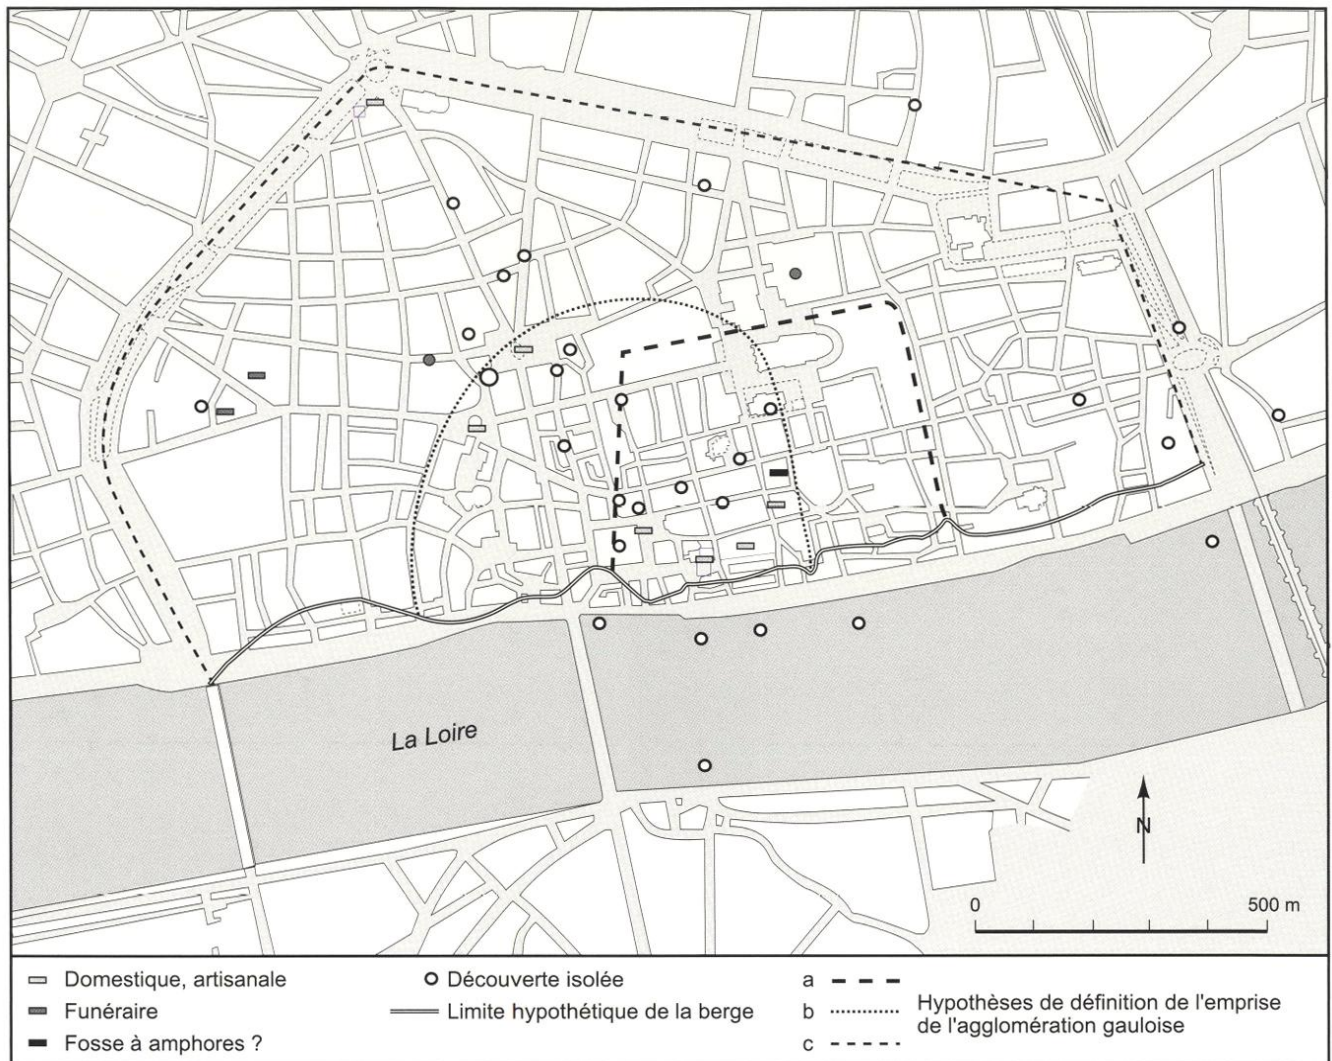 La Loire
N
0 500 m
Domestique, artisanale
Funéraire
Fosse à amphores ?
Découverte isolée
Limite hypothétique de la berge
a
b
c
Hypothèses de définition de l'emprise
de l'agglomération gauloise